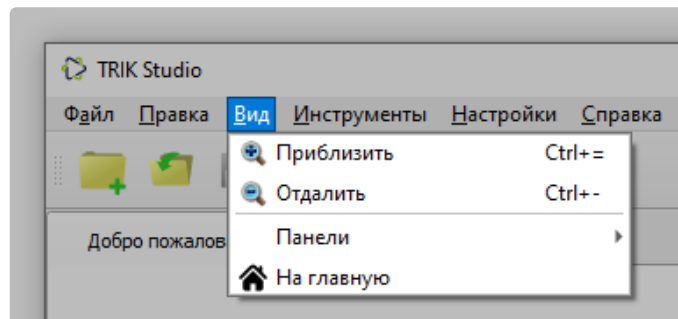 TRIK Studio
Файл Правка Вид Инструменты Настройки Справка
Приблизить Ctrl+=
Отдалить Ctrl+-
Добро пожалов
Панели
На главную